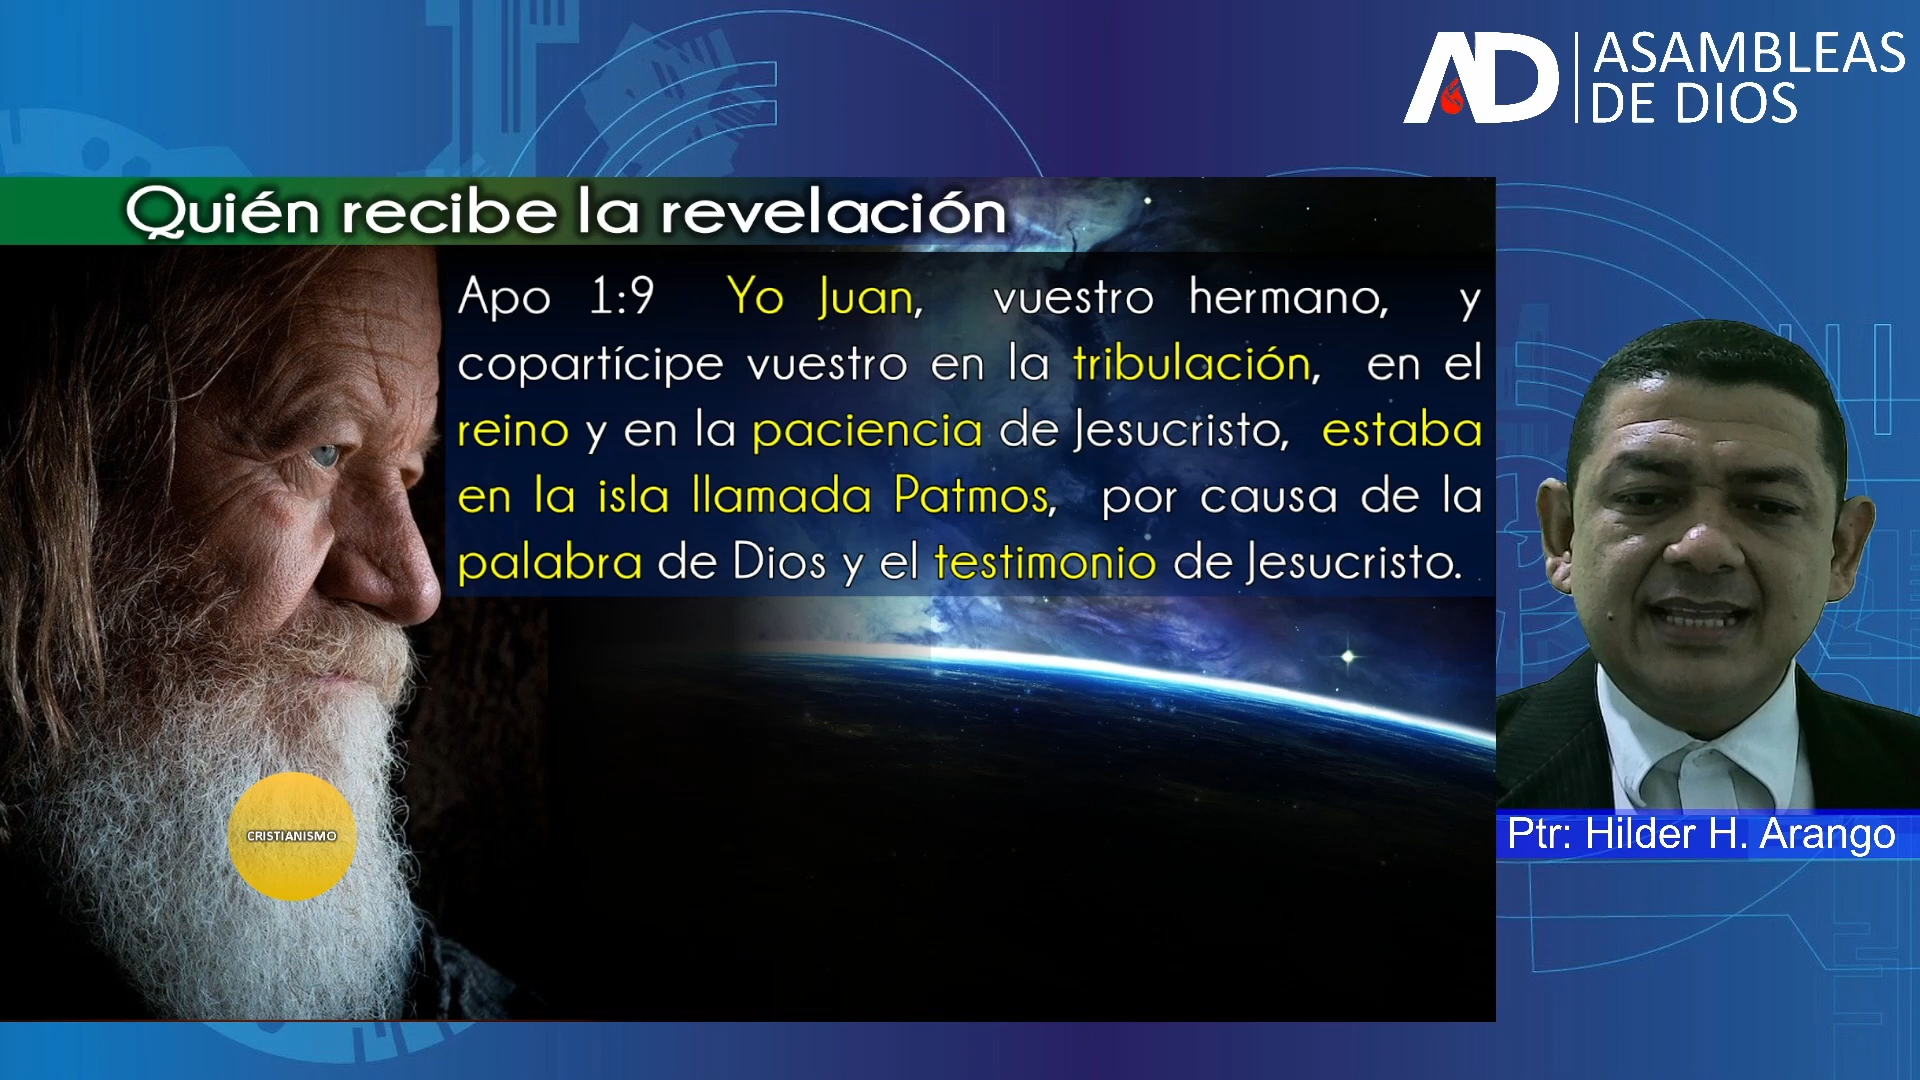 ASAMBLEAS
DE DIOS
Quién recibe la revelación
Apo 1:9 Yo Juan, vuestro hermano, y
copartícipe vuestro en la tribulación, en el
reino y en la paciencia de Jesucristo, estaba
en la isla llamada Patmos, por causa de la
palabra de Dios y el testimonio de Jesucristo.
CRISTIANISMO
Ptr: Hilder H. Arango